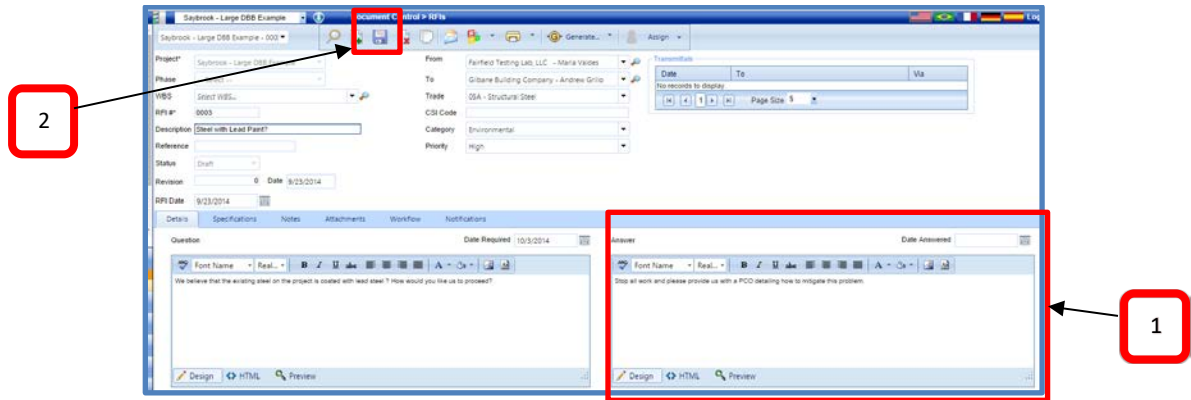 Saybrook - Large DBB Example
Document Control > RFIs
Saybrook - Large DBB Example - 000
Generate...
Assign
Project*
Saybrook - Large DBB Example
From
Fairfield Testing Lab, LLC - Maria Valdes
Transmittals
Phase
To
Gilbane Building Company - Andrew Grillo
Date To Via
No records to display
WBS
Select WBS...
Trade
05A - Structural Steel
1 Page Size 5
RFI #*
0003
CSI Code
Description
Steel with Lead Paint?
Category
Environmental
Reference
Priority
High
Status
Draft
Revision
0 Date 9/23/2014
RFI Date
9/23/2014
Details Specifications Notes Attachments Workflow Notifications
Question
Date Required 10/3/2014
Answer
Date Answered
Font Name Real... B I U abc A
Font Name Real... B I U abc A
We believe that the existing steel on the project is coated with lead steel ? How would you like us to proceed?
Stop all work and please provide us with a PCO detailing how to mitigate this problem
Design HTML Preview
Design HTML Preview
2
1